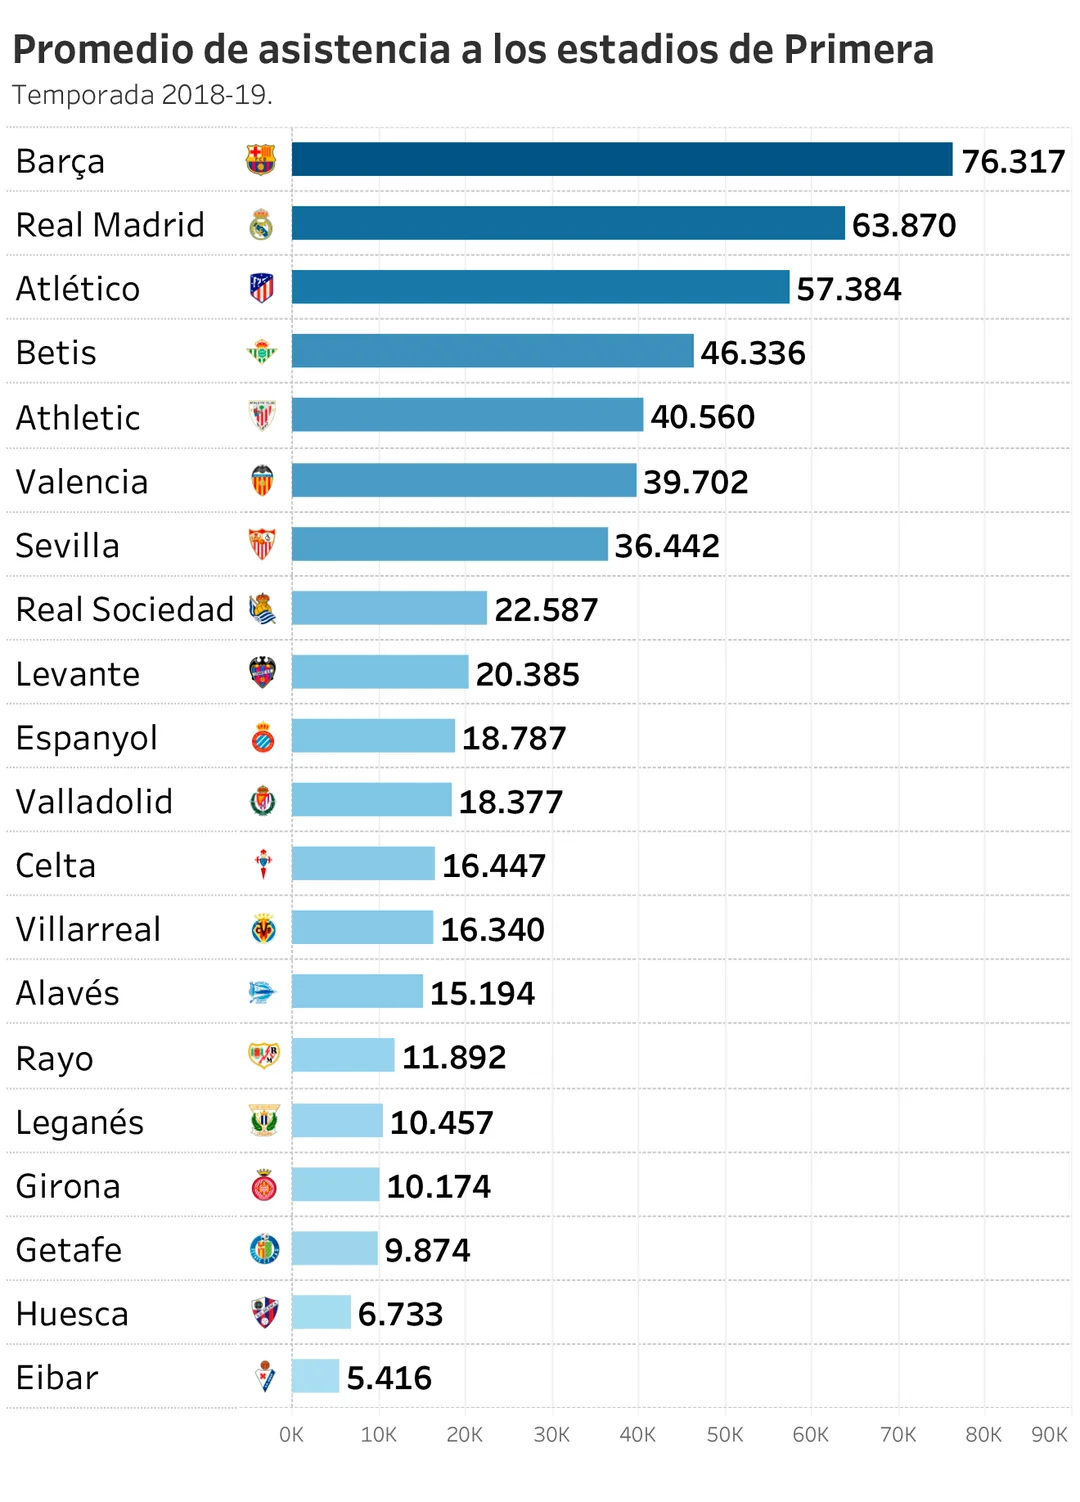 Promedio de asistencia a los estadios de Primera
Temporada 2018-19.
Barça 76.317
Real Madrid 63.870
Atlético 57.384
Betis 46.336
Athletic 40.560
Valencia 39.702
Sevilla 36.442
Real Sociedad 22.587
Levante 20.385
Espanyol 18.787
Valladolid 18.377
Celta 16.447
Villarreal 16.340
Alavés 15.194
Rayo 11.892
Leganés 10.457
Girona 10.174
Getafe 9.874
Huesca 6.733
Eibar 5.416
0K 10K 20K 30K 40K 50K 60K 70K 80K 90K